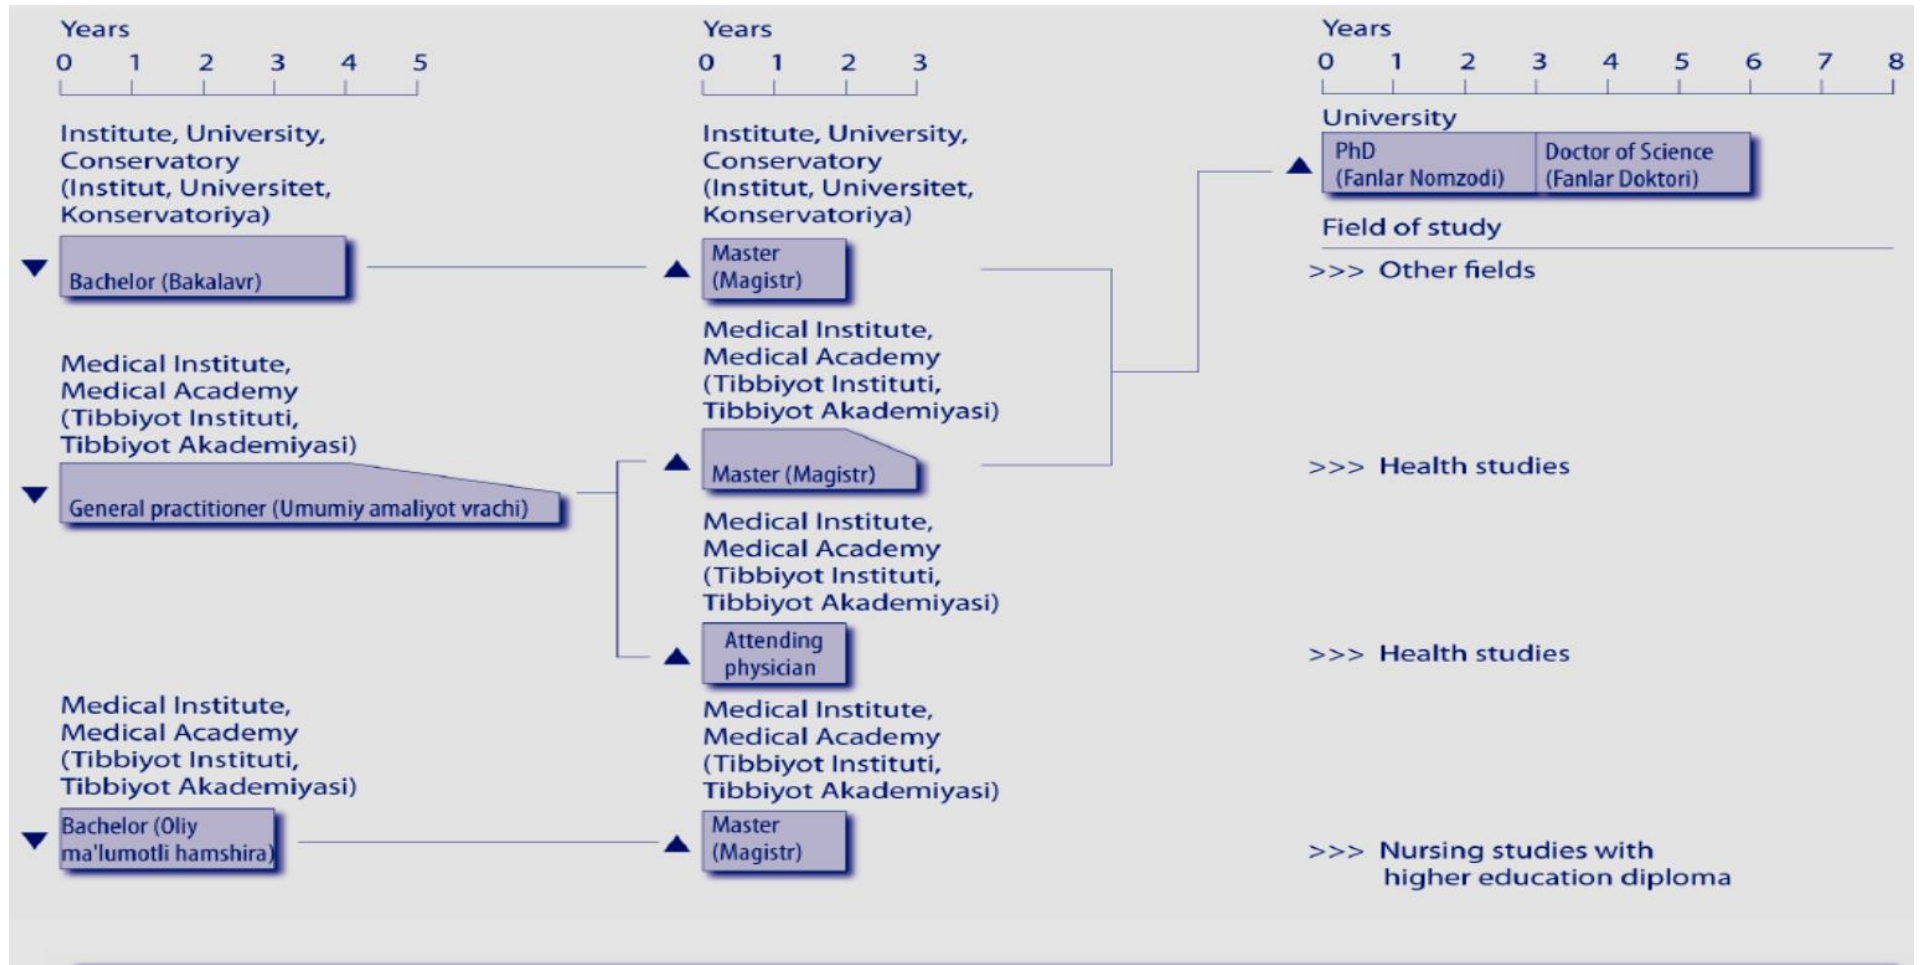 Years
0 1 2 3 4 5
Institute, University,
Conservatory
(Institut, Universitet,
Konservatoriya)
Bachelor (Bakalavr)
Medical Institute,
Medical Academy
(Tibbiyot Instituti,
Tibbiyot Akademiyasi)
General practitioner (Umumiy amaliyot vrachi)
Medical Institute,
Medical Academy
(Tibbiyot Instituti,
Tibbiyot Akademiyasi)
Bachelor (Oliy
ma'lumotli hamshira)
Years
0 1 2 3
Institute, University,
Conservatory
(Institut, Universitet,
Konservatoriya)
Master
(Magistr)
Medical Institute,
Medical Academy
(Tibbiyot Instituti,
Tibbiyot Akademiyasi)
Master (Magistr)
Medical Institute,
Medical Academy
(Tibbiyot Instituti,
Tibbiyot Akademiyasi)
Attending
physician
Medical Institute,
Medical Academy
(Tibbiyot Instituti,
Tibbiyot Akademiyasi)
Master
(Magistr)
Years
0 1 2 3 4 5 6 7 8
University
PhD
(Fanlar Nomzodi)
Doctor of Science
(Fanlar Doktori)
Field of study
>>> Other fields
>>> Health studies
>>> Health studies
>>> Nursing studies with
higher education diploma